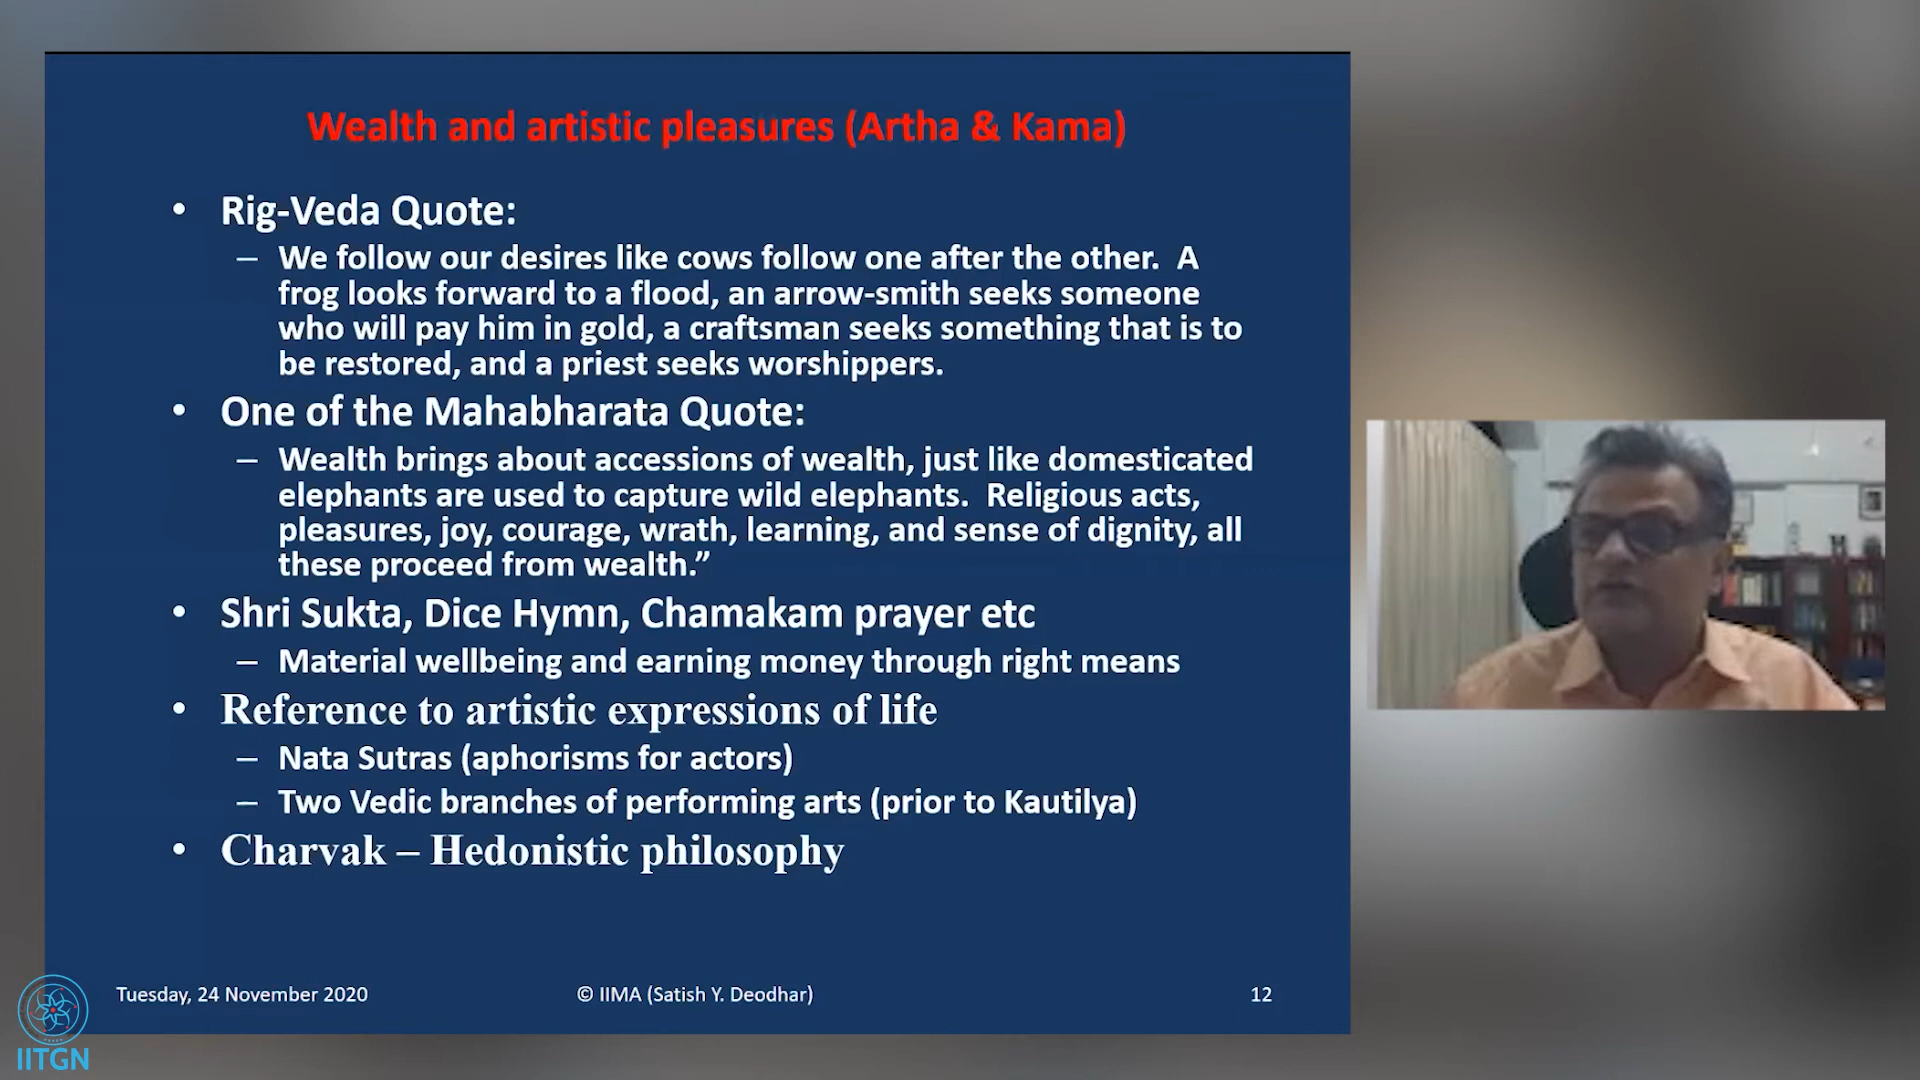 Wealth and artistic pleasures (Artha & Kama)
• Rig-Veda Quote:
– We follow our desires like cows follow one after the other. A
frog looks forward to a flood, an arrow-smith seeks someone
who will pay him in gold, a craftsman seeks something that is to
be restored, and a priest seeks worshippers.
• One of the Mahabharata Quote:
– Wealth brings about accessions of wealth, just like domesticated
elephants are used to capture wild elephants. Religious acts,
pleasures, joy, courage, wrath, learning, and sense of dignity, all
these proceed from wealth.”
• Shri Sukta, Dice Hymn, Chamakam prayer etc
– Material wellbeing and earning money through right means
• Reference to artistic expressions of life
– Nata Sutras (aphorisms for actors)
– Two Vedic branches of performing arts (prior to Kautilya)
• Charvak – Hedonistic philosophy
Tuesday, 24 November 2020
© IIMA (Satish Y. Deodhar)
12
IITGN